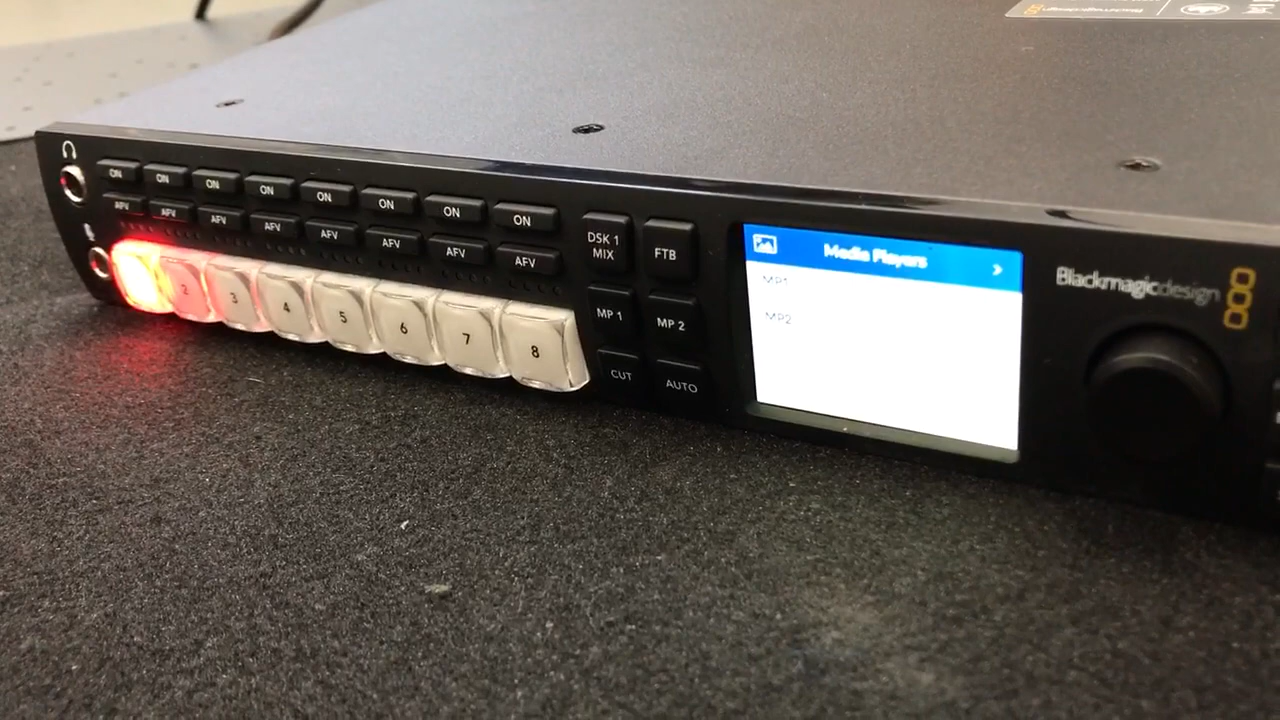 Blackmagicdesign
ON ON ON ON ON ON ON ON
AFV AFV AFV AFV AFV AFV AFV AFV
2 3 4 5 6 7 8
DSK 1
MIX
FTB
MP 1
MP 2
CUT
AUTO
Media Players
MP1
MP2
Blackmagicdesign